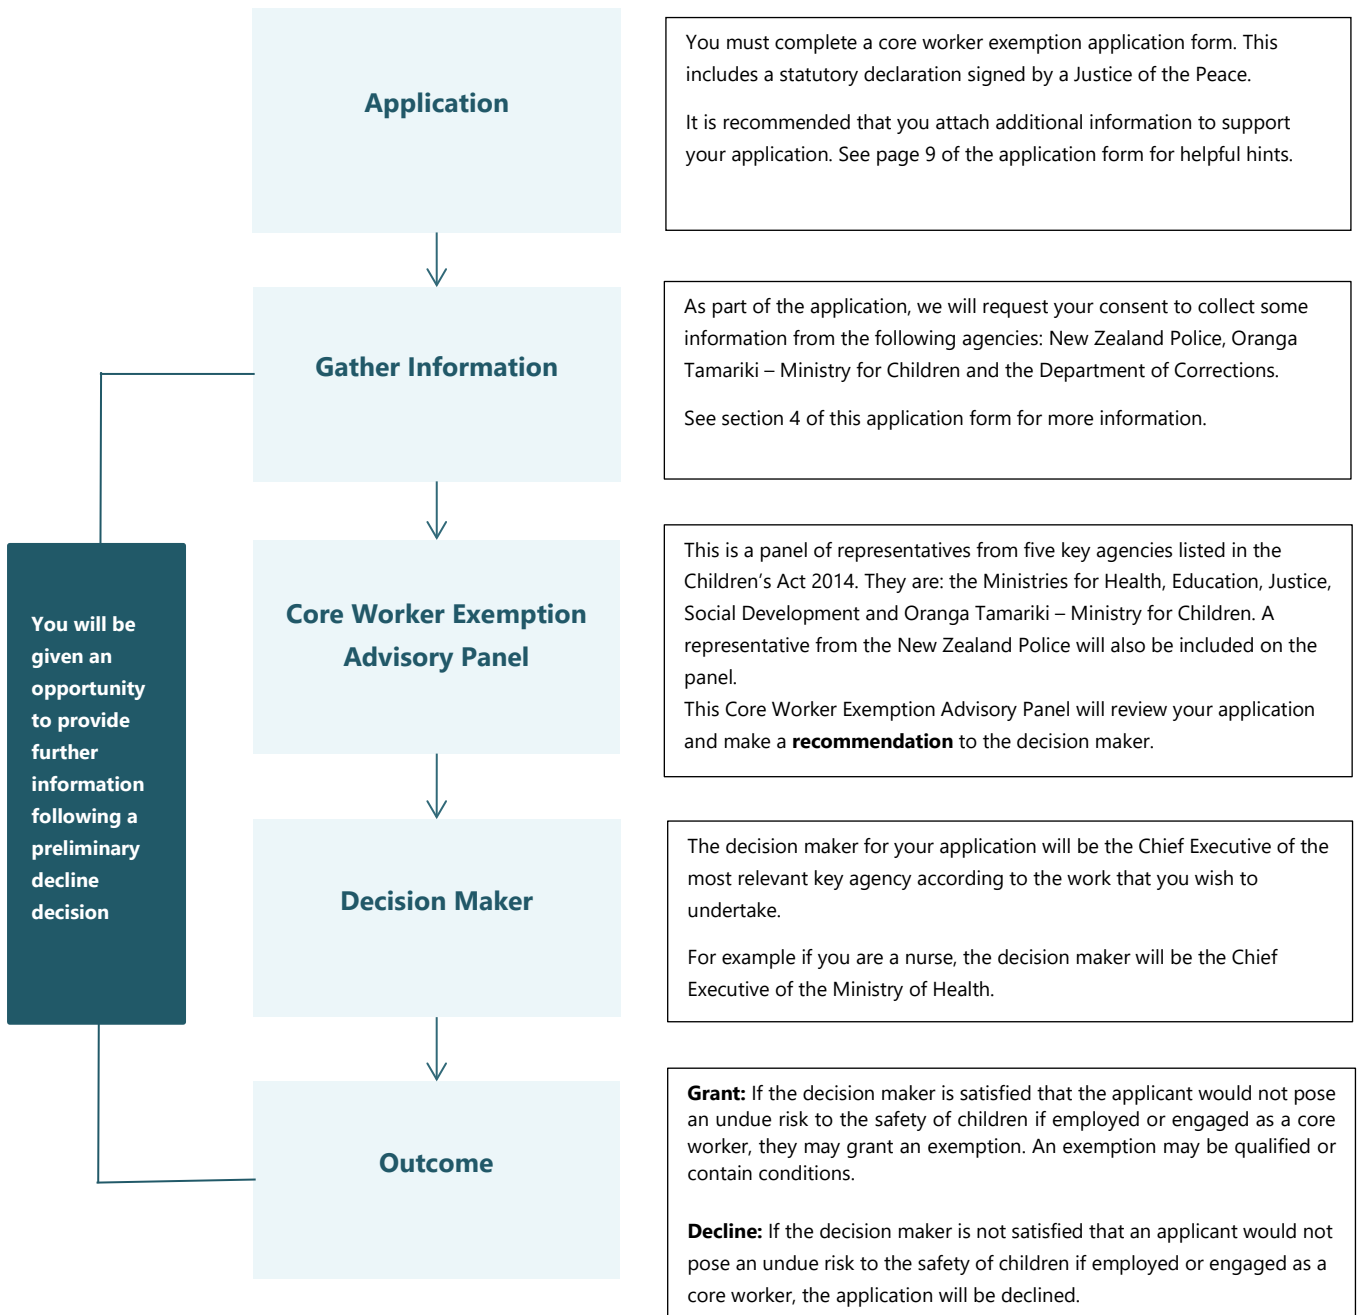 Application
You must complete a core worker exemption application form. This
includes a statutory declaration signed by a Justice of the Peace.
It is recommended that you attach additional information to support
your application. See page 9 of the application form for helpful hints.
Gather Information
As part of the application, we will request your consent to collect some
information from the following agencies: New Zealand Police, Oranga
Tamariki – Ministry for Children and the Department of Corrections.
See section 4 of this application form for more information.
You will be
given an
opportunity
to provide
further
information
following a
preliminary
decline
decision
Core Worker Exemption
Advisory Panel
This is a panel of representatives from five key agencies listed in the
Children’s Act 2014. They are: the Ministries for Health, Education, Justice,
Social Development and Oranga Tamariki – Ministry for Children. A
representative from the New Zealand Police will also be included on the
panel.
This Core Worker Exemption Advisory Panel will review your application
and make a recommendation to the decision maker.
Decision Maker
The decision maker for your application will be the Chief Executive of the
most relevant key agency according to the work that you wish to
undertake.
For example if you are a nurse, the decision maker will be the Chief
Executive of the Ministry of Health.
Outcome
Grant: If the decision maker is satisfied that the applicant would not pose
an undue risk to the safety of children if employed or engaged as a core
worker, they may grant an exemption. An exemption may be qualified or
contain conditions.
Decline: If the decision maker is not satisfied that an applicant would not
pose an undue risk to the safety of children if employed or engaged as a
core worker, the application will be declined.